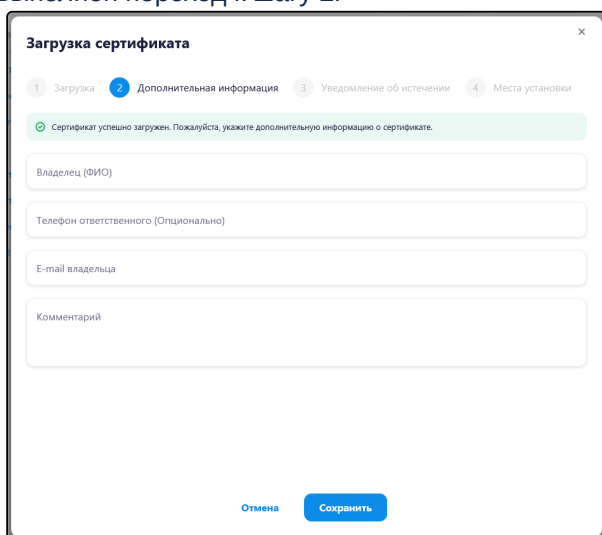 Загрузка сертификата
×
1 Загрузка 2 Дополнительная информация 3 Уведомление об истечении 4 Места установки
Сертификат успешно загружен. Пожалуйста, укажите дополнительную информацию о сертификате.
Владелец (ФИО)
Телефон ответственного (Опционально)
E-mail владельца
Комментарий
Отмена Сохранить